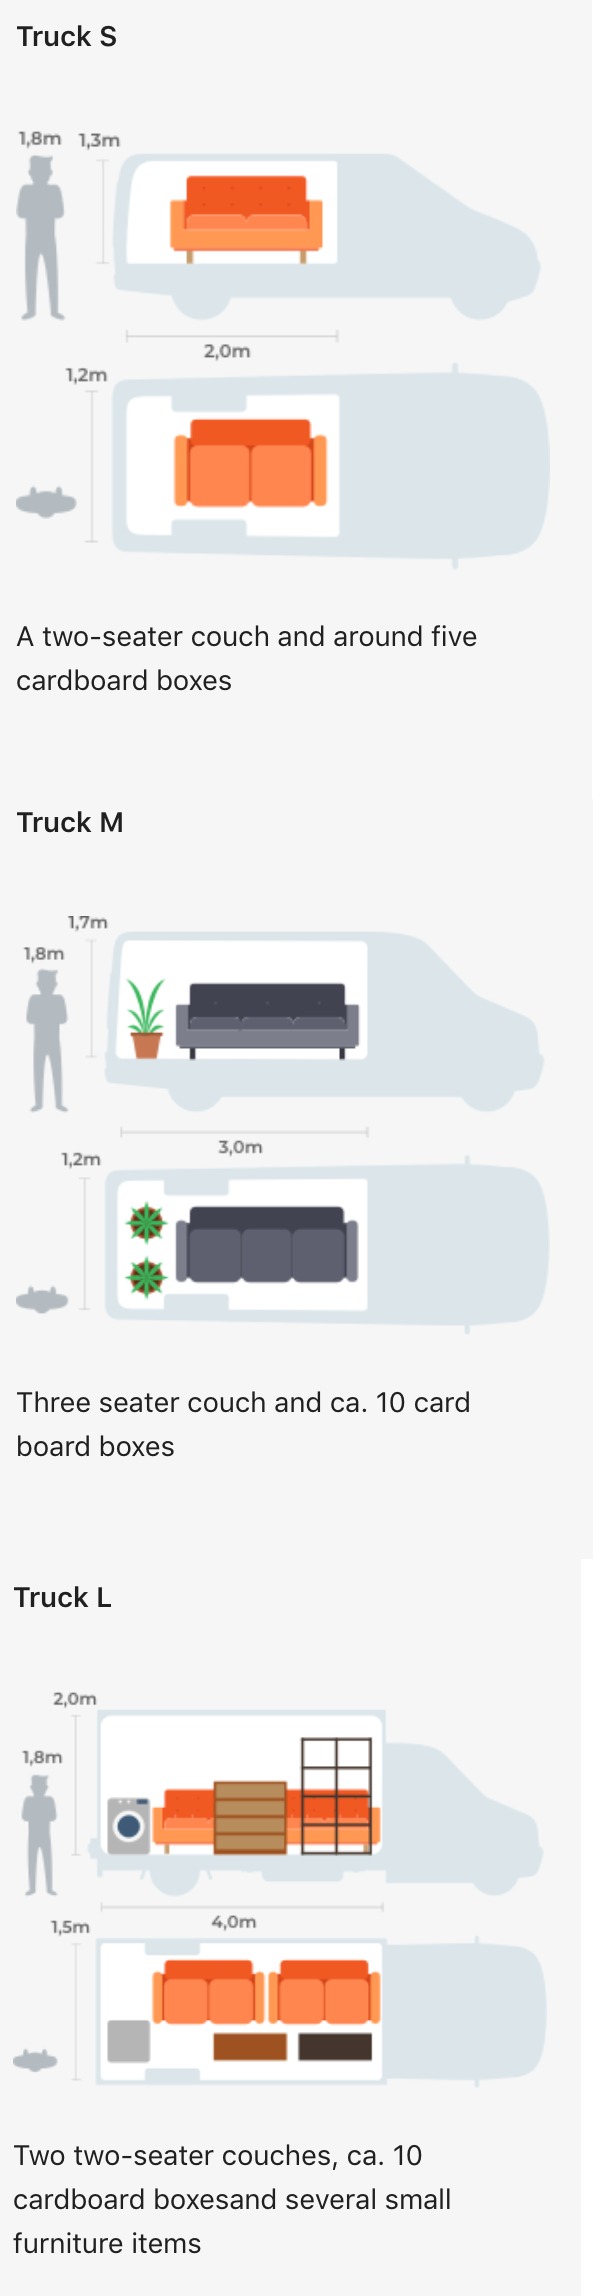 Truck S
1,8m 1,3m
2,0m
1,2m
A two-seater couch and around five
cardboard boxes
Truck M
1,7m
1,8m
3,0m
1,2m
Three seater couch and ca. 10 card
board boxes
Truck L
2,0m
1,8m
4,0m
1,5m
Two two-seater couches, ca. 10
cardboard boxesand several small
furniture items